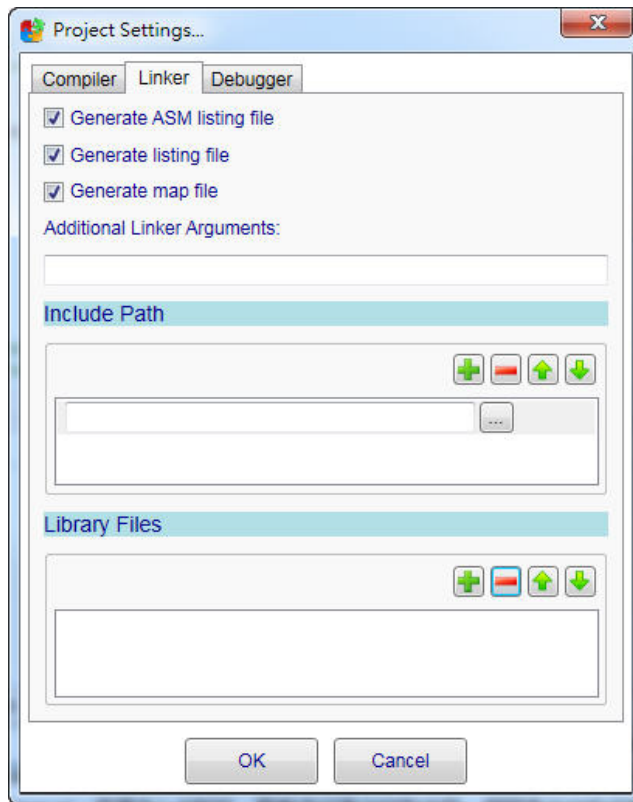 Project Settings...
Compiler Linker Debugger
Generate ASM listing file
Generate listing file
Generate map file
Additional Linker Arguments:
Include Path
...
Library Files
OK Cancel